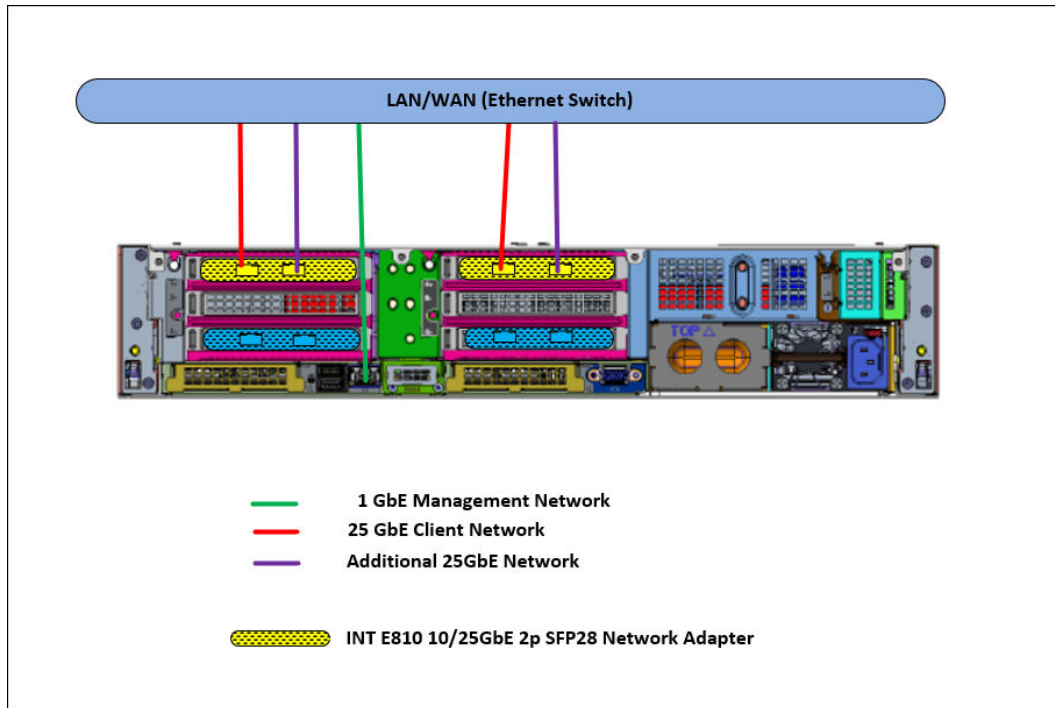 LAN/WAN (Ethernet Switch)
TOP △
1 GbE Management Network
25 GbE Client Network
Additional 25GbE Network
INT E810 10/25GbE 2p SFP28 Network Adapter